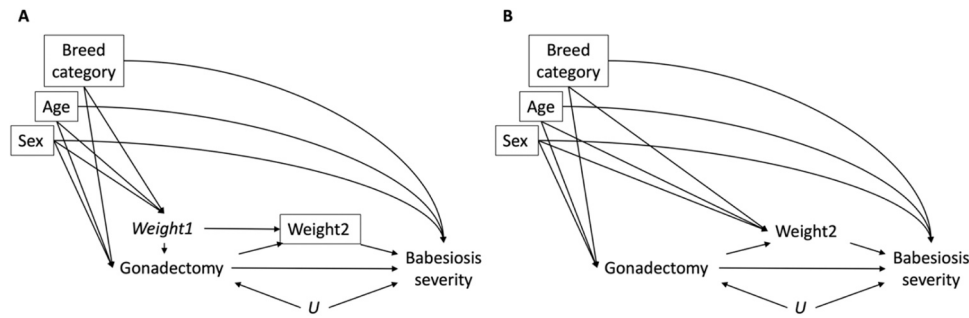 A
Breed
category
Age
Sex
Weight1
Weight2
Gonadectomy
Babesiosis
severity
U
B
Breed
category
Age
Sex
Weight2
Gonadectomy
Babesiosis
severity
U